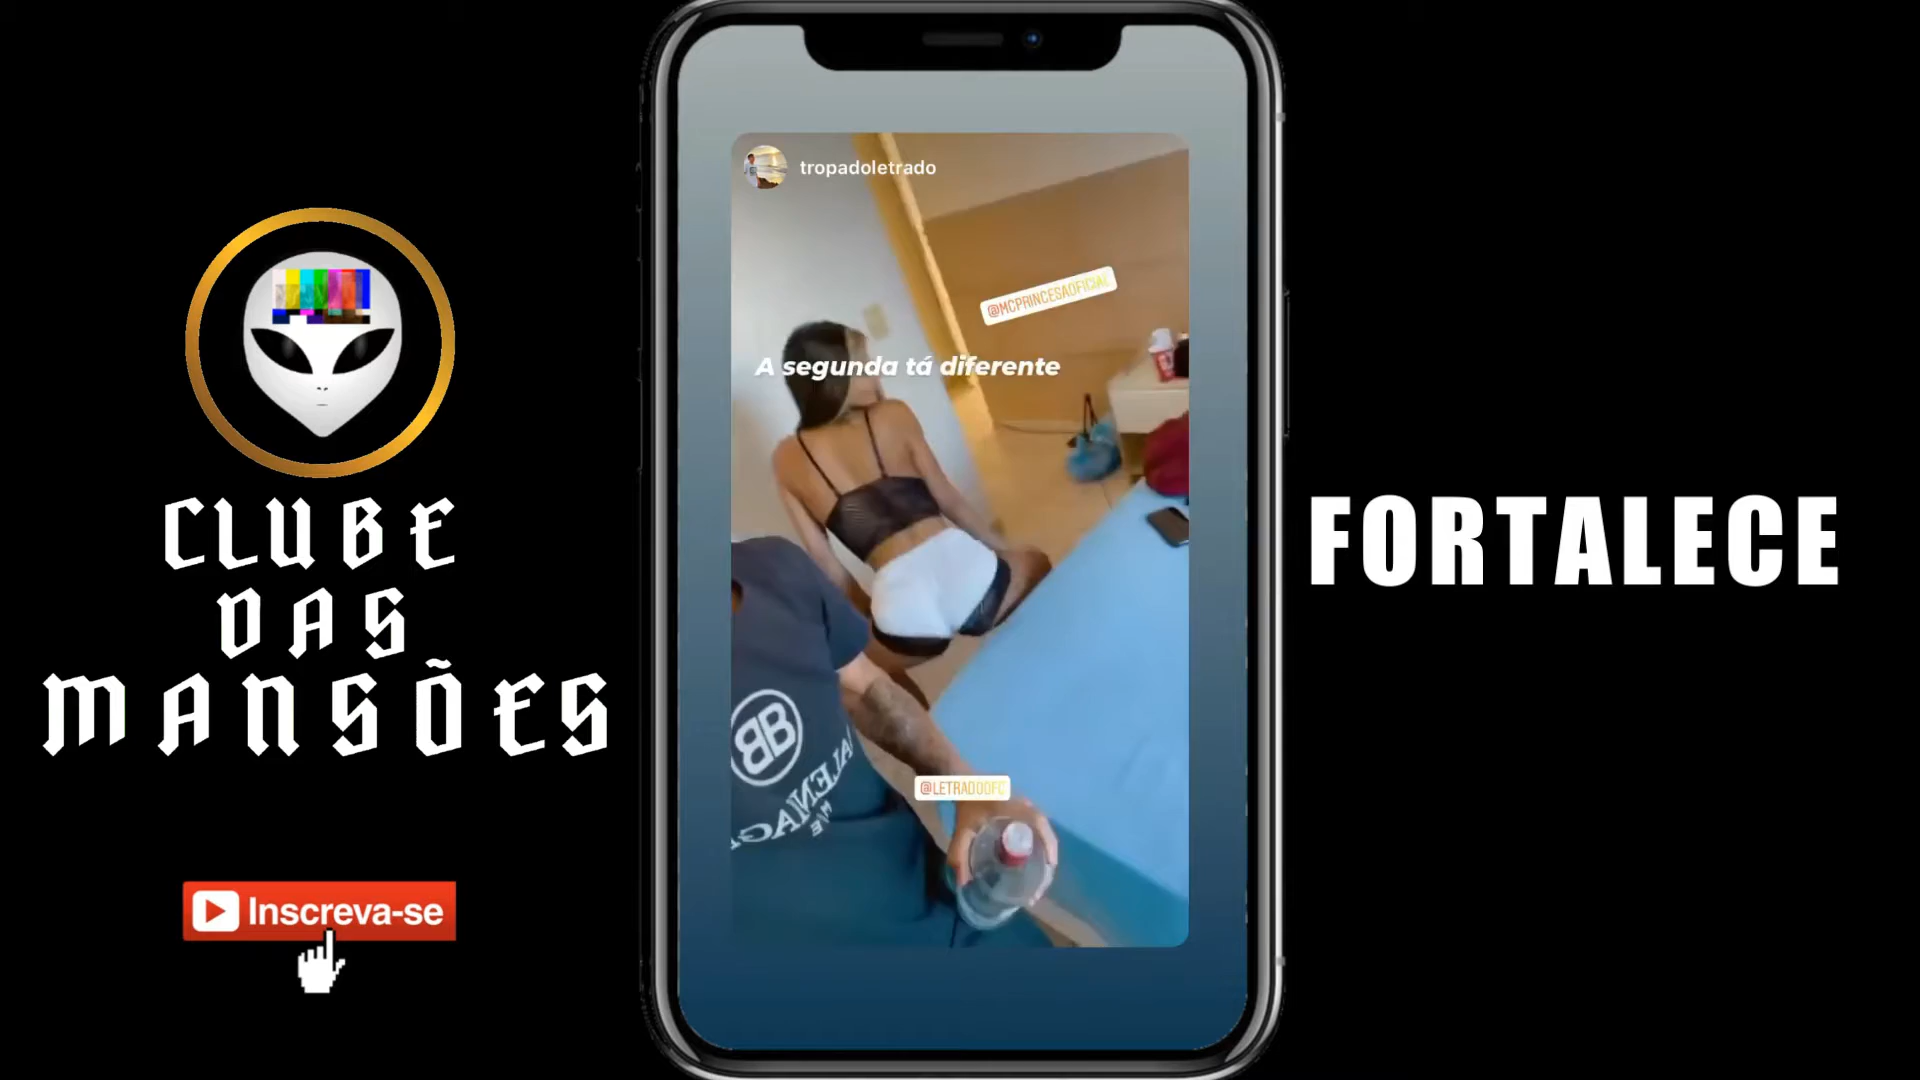 CLUBE
DAS
MANSÕES
Inscreva-se
tropadoletrado
@MCPRINCESAOFICIAL
A segunda tá diferente
@LETRADOOFC
FORTALECE